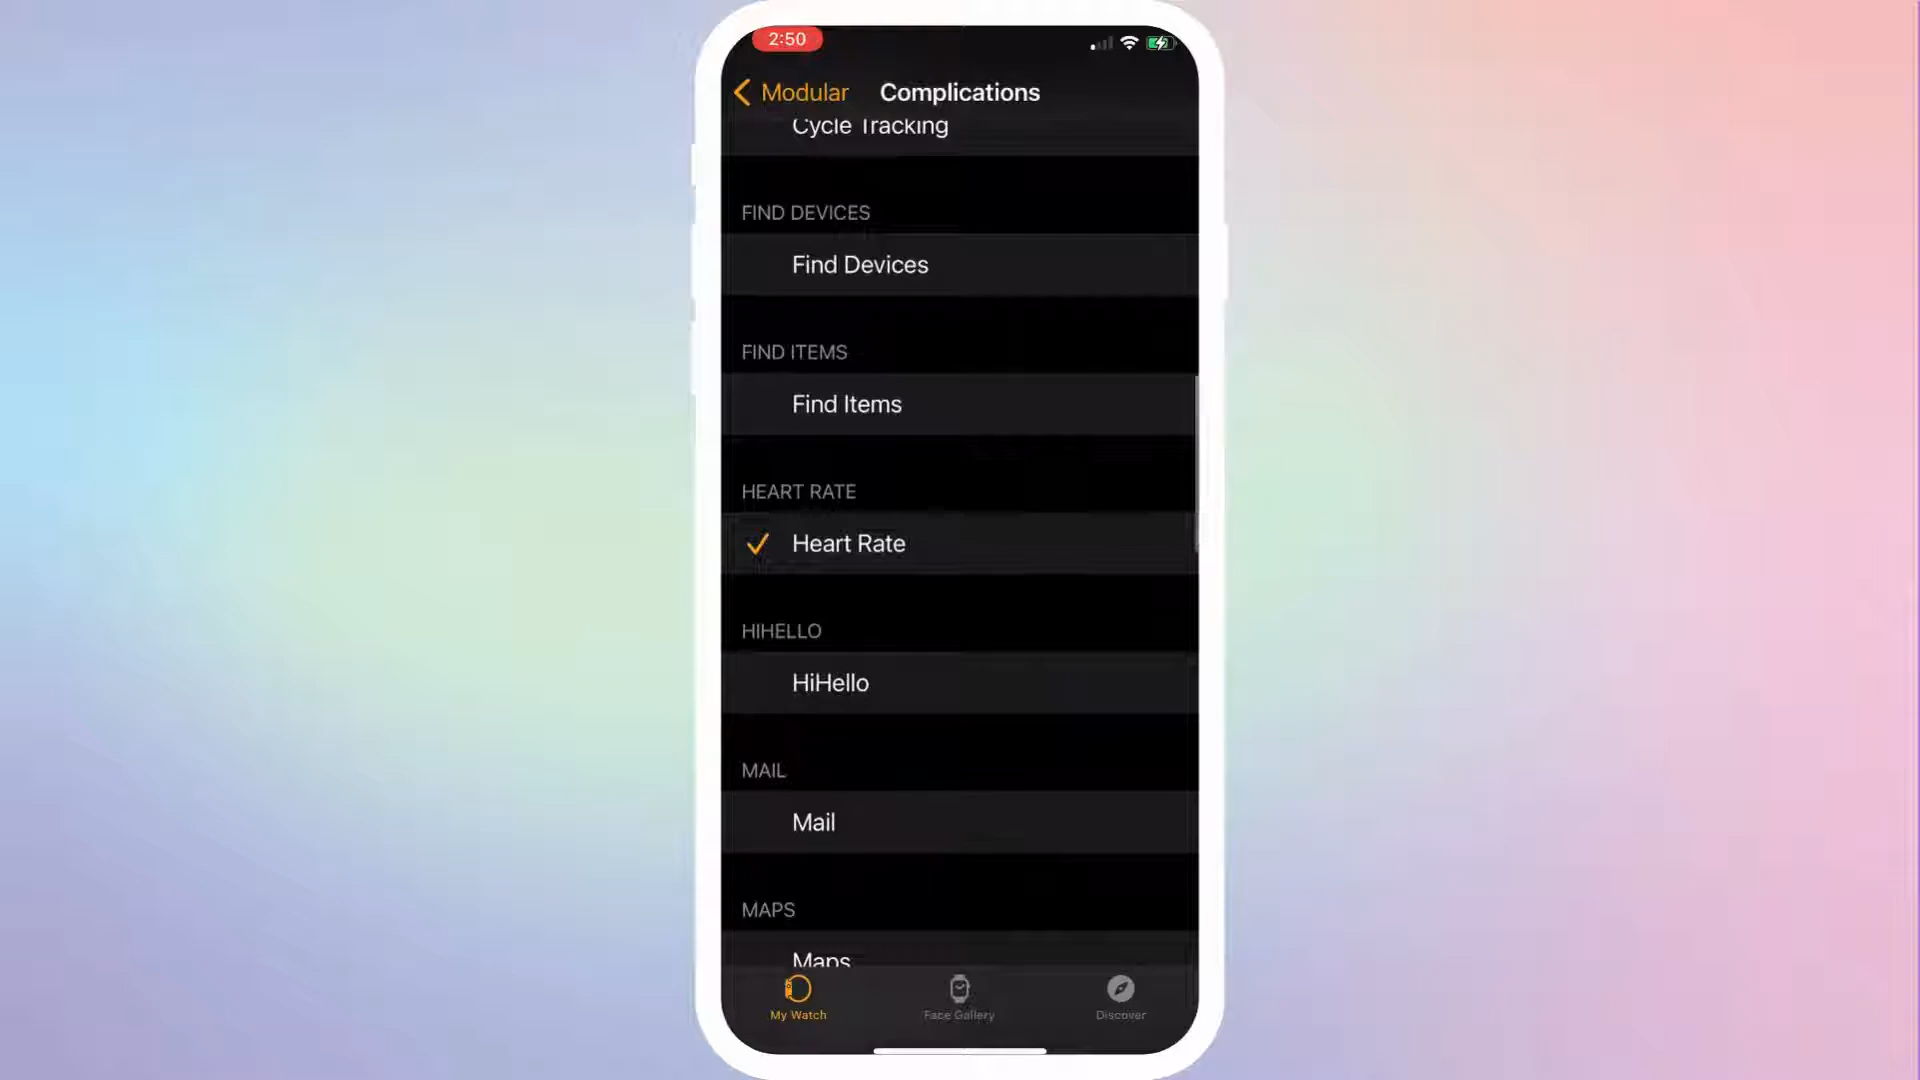 2:50
Modular
Complications
Cycle Tracking
FIND DEVICES
Find Devices
FIND ITEMS
Find Items
HEART RATE
Heart Rate
HIHELLO
HiHello
MAIL
Mail
MAPS
Maps
My Watch
Face Gallery
Discover